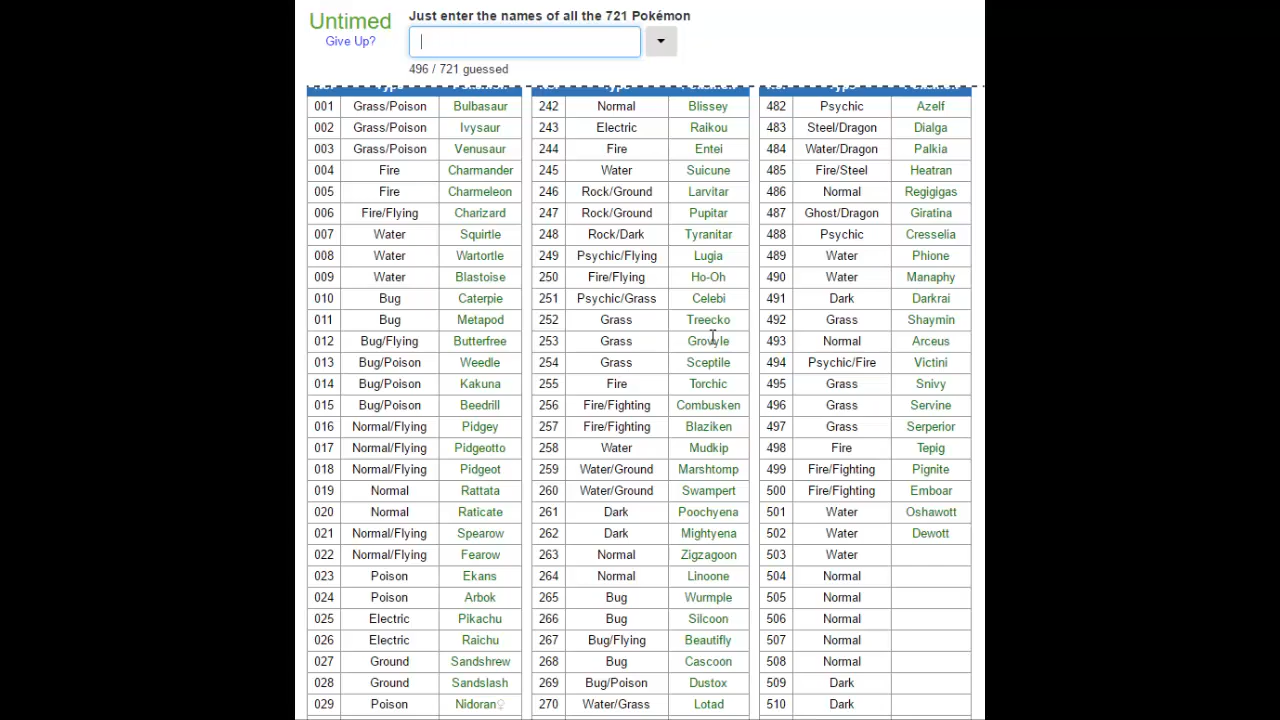 Untimed
Just enter the names of all the 721 Pokémon
Give Up?
496 / 721 guessed
001 Grass/Poison Bulbasaur 242 Normal Blissey 482 Psychic Azelf
002 Grass/Poison Ivysaur 243 Electric Raikou 483 Steel/Dragon Dialga
003 Grass/Poison Venusaur 244 Fire Entei 484 Water/Dragon Palkia
004 Fire Charmander 245 Water Suicune 485 Fire/Steel Heatran
005 Fire Charmeleon 246 Rock/Ground Larvitar 486 Normal Regigigas
006 Fire/Flying Charizard 247 Rock/Ground Pupitar 487 Ghost/Dragon Giratina
007 Water Squirtle 248 Rock/Dark Tyranitar 488 Psychic Cresselia
008 Water Wartortle 249 Psychic/Flying Lugia 489 Water Phione
009 Water Blastoise 250 Fire/Flying Ho-Oh 490 Water Manaphy
010 Bug Caterpie 251 Psychic/Grass Celebi 491 Dark Darkrai
011 Bug Metapod 252 Grass Treecko 492 Grass Shaymin
012 Bug/Flying Butterfree 253 Grass Grovyle 493 Normal Arceus
013 Bug/Poison Weedle 254 Grass Sceptile 494 Psychic/Fire Victini
014 Bug/Poison Kakuna 255 Fire Torchic 495 Grass Snivy
015 Bug/Poison Beedrill 256 Fire/Fighting Combusken 496 Grass Servine
016 Normal/Flying Pidgey 257 Fire/Fighting Blaziken 497 Grass Serperior
017 Normal/Flying Pidgeotto 258 Water Mudkip 498 Fire Tepig
018 Normal/Flying Pidgeot 259 Water/Ground Marshtomp 499 Fire/Fighting Pignite
019 Normal Rattata 260 Water/Ground Swampert 500 Fire/Fighting Emboar
020 Normal Raticate 261 Dark Poochyena 501 Water Oshawott
021 Normal/Flying Spearow 262 Dark Mightyena 502 Water Dewott
022 Normal/Flying Fearow 263 Normal Zigzagoon 503 Water
023 Poison Ekans 264 Normal Linoone 504 Normal
024 Poison Arbok 265 Bug Wurmple 505 Normal
025 Electric Pikachu 266 Bug Silcoon 506 Normal
026 Electric Raichu 267 Bug/Flying Beautifly 507 Normal
027 Ground Sandshrew 268 Bug Cascoon 508 Normal
028 Ground Sandslash 269 Bug/Poison Dustox 509 Dark
029 Poison Nidoran♀ 270 Water/Grass Lotad 510 Dark